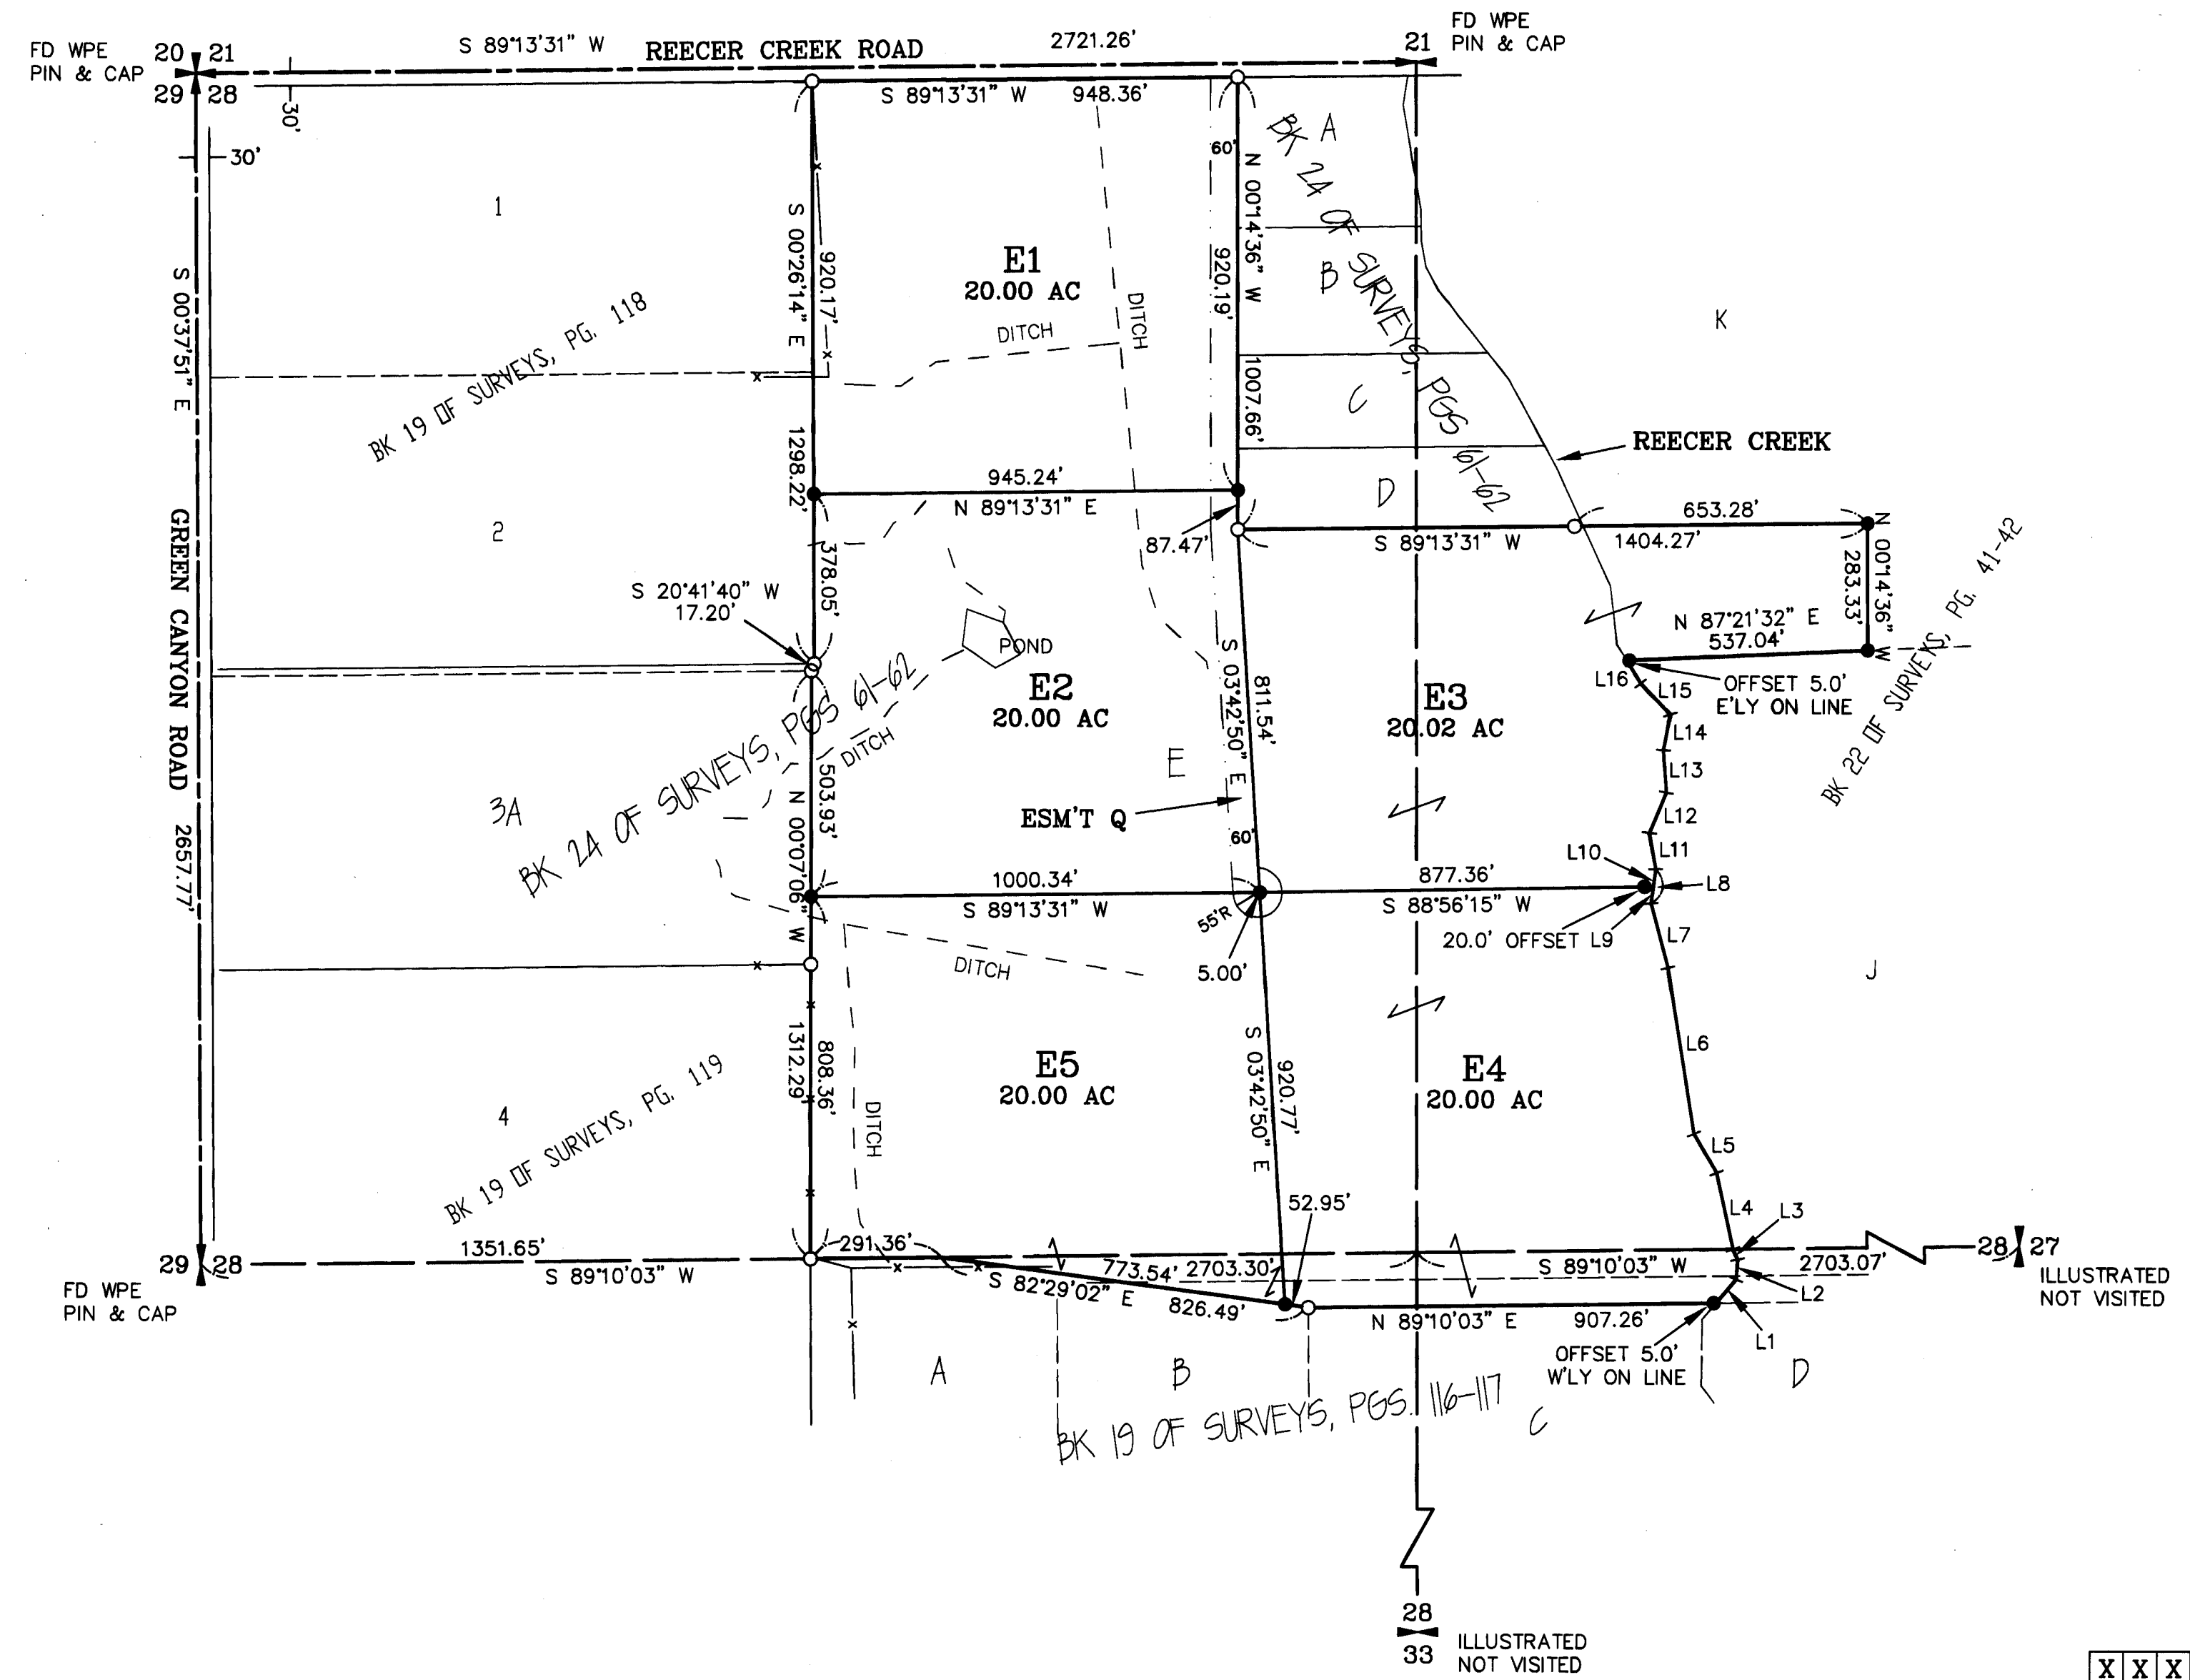 FD WPE
PIN & CAP
20 21
29 28
S 89°13'31" W
REECER CREEK ROAD
2721.26'
21
FD WPE
PIN & CAP
30'
30'
S 89°13'31" W
948.36'
1
S 00°37'51" E
GREEN CANYON ROAD
2657.77'
BK 19 OF SURVEYS, PG. 118
S 00°26'14" E
920.17'
1298.22'
E1
20.00 AC
DITCH
DITCH
60'
N 00°14'36" W
920.19'
1007.66'
A
BK 24 OF SURVEYS, PGS 61-62
B
C
D
K
REECER CREEK
945.24'
N 89°13'31" E
87.47'
S 89°13'31" W
1404.27'
653.28'
N 00°14'36" W
283.33'
N 87°21'32" E
537.04'
OFFSET 5.0'
E'LY ON LINE
BK 22 OF SURVEYS, PG. 41-42
2
378.05'
S 20°41'40" W
17.20'
POND
E2
20.00 AC
DITCH
BK 24 OF SURVEYS, PGS 61-62
3A
503.93'
N 00°07'06" W
E
S 03°42'50" E
811.54'
ESM'T Q
60'
E3
20.02 AC
L16
L15
L14
L13
L12
L11
L10
L8
1000.34'
S 89°13'31" W
877.36'
S 88°56'15" W
20.0' OFFSET L9
L7
55'R
5.00'
DITCH
J
4
BK 19 OF SURVEYS, PG. 119
1312.29'
808.36'
DITCH
E5
20.00 AC
S 03°42'50" E
920.77'
E4
20.00 AC
L6
L5
L4
L3
52.95'
29 28
FD WPE
PIN & CAP
1351.65'
S 89°10'03" W
291.36'
S 82°29'02" E
773.54'
826.49'
2703.30'
S 89°10'03" W
2703.07'
28 27
ILLUSTRATED
NOT VISITED
L2
L1
N 89°10'03" E
907.26'
OFFSET 5.0'
W'LY ON LINE
A
B
C
D
BK 19 OF SURVEYS, PGS. 116-117
28
33
ILLUSTRATED
NOT VISITED
X X X